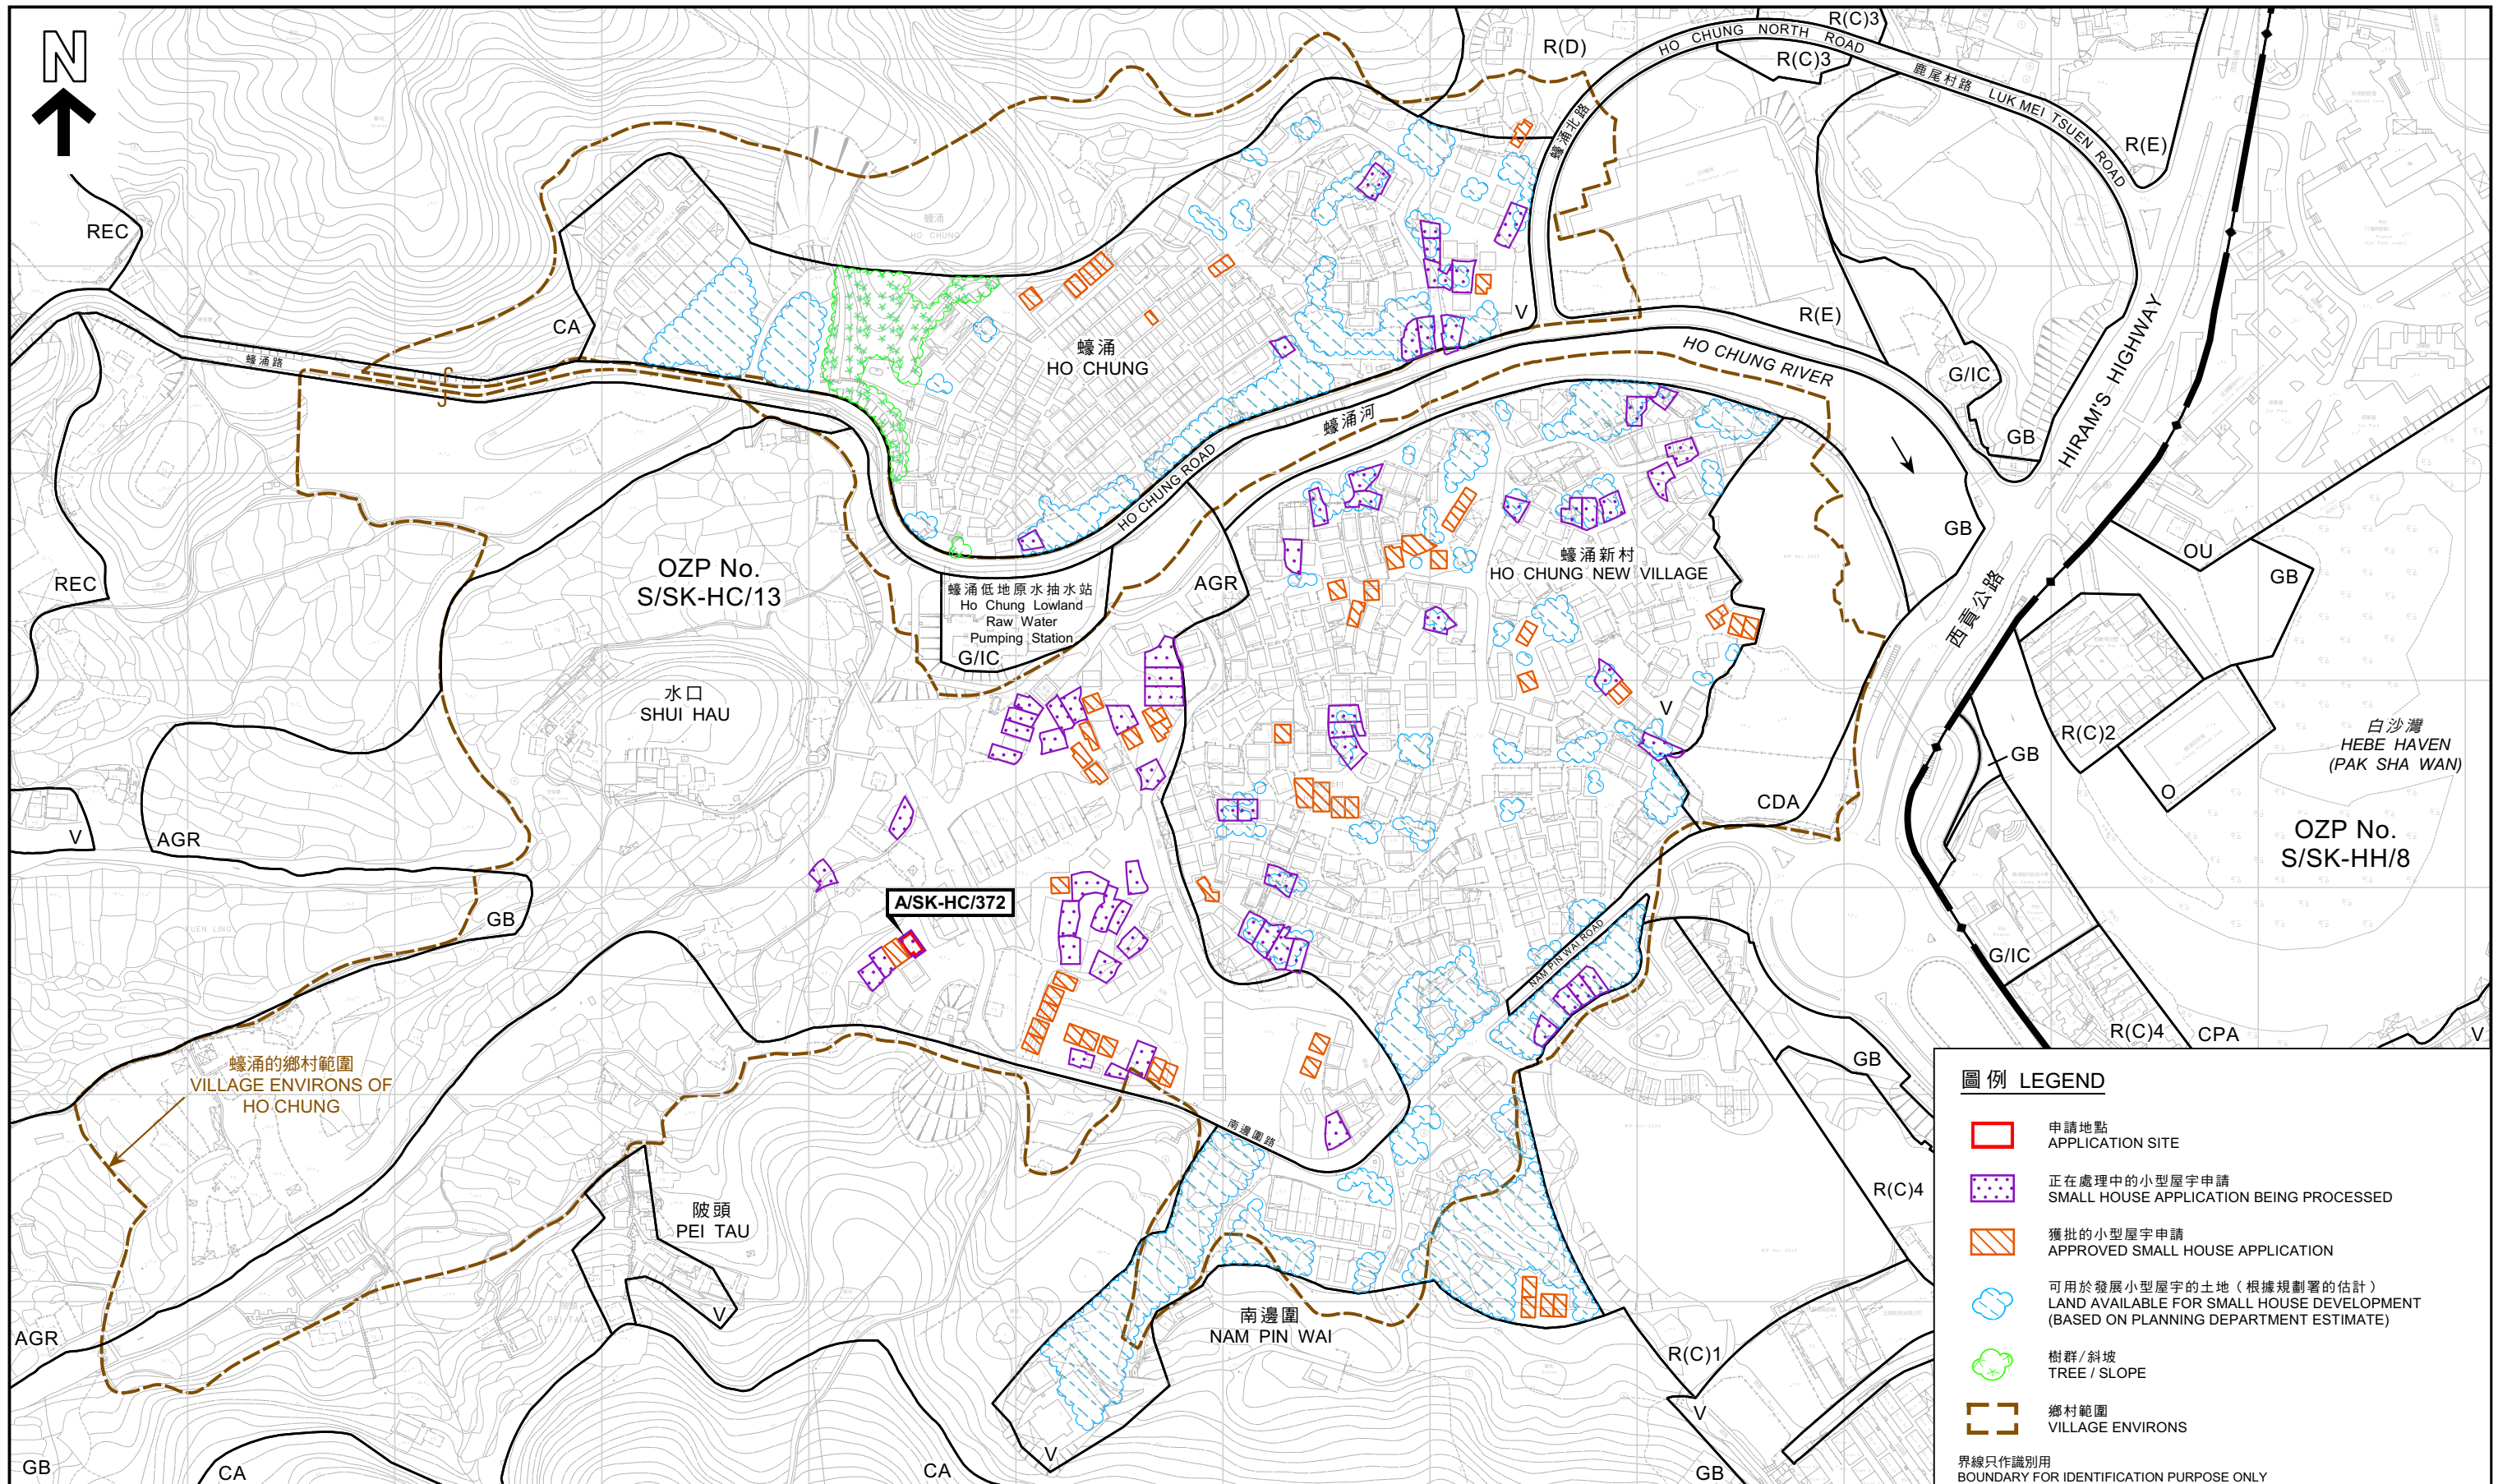 N
R(D)
R(C)3
HO CHUNG NORTH ROAD
R(C)3
鹿尾村路 LUK MEI TSUEN ROAD
R(E)
蠔涌北路
REC
蠔涌
HO CHUNG
CA
蠔涌路
蠔涌
HO CHUNG
V
R(E)
HO CHUNG RIVER
蠔涌河
G/IC
HIRAM'S HIGHWAY
GB
HO CHUNG ROAD
GB
OU
GB
REC
OZP No.
S/SK-HC/13
蠔涌低地原水抽水站
Ho Chung Lowland
Raw Water
Pumping Station
G/IC
AGR
蠔涌新村
HO CHUNG NEW VILLAGE
西貢公路
水口
SHUI HAU
V
R(C)2
GB
白沙灣
HEBE HAVEN
(PAK SHA WAN)
O
V
AGR
CDA
OZP No.
S/SK-HH/8
A/SK-HC/372
GB
YUEN LING
NAM PIN WAI ROAD
G/IC
R(C)4
CPA
V
GB
蠔涌的鄉村範圍
VILLAGE ENVIRONS OF
HO CHUNG
南邊圍路
R(C)4
陂頭
PEI TAU
V
PEI TAU
南邊圍
NAM PIN WAI
AGR
R(C)1
V
V
GB
CA
CA
GB
圖例 LEGEND
申請地點
APPLICATION SITE
正在處理中的小型屋宇申請
SMALL HOUSE APPLICATION BEING PROCESSED
獲批的小型屋宇申請
APPROVED SMALL HOUSE APPLICATION
可用於發展小型屋宇的土地（根據規劃署的估計）
LAND AVAILABLE FOR SMALL HOUSE DEVELOPMENT
(BASED ON PLANNING DEPARTMENT ESTIMATE)
樹群/斜坡
TREE / SLOPE
鄉村範圍
VILLAGE ENVIRONS
界線只作識別用
BOUNDARY FOR IDENTIFICATION PURPOSE ONLY